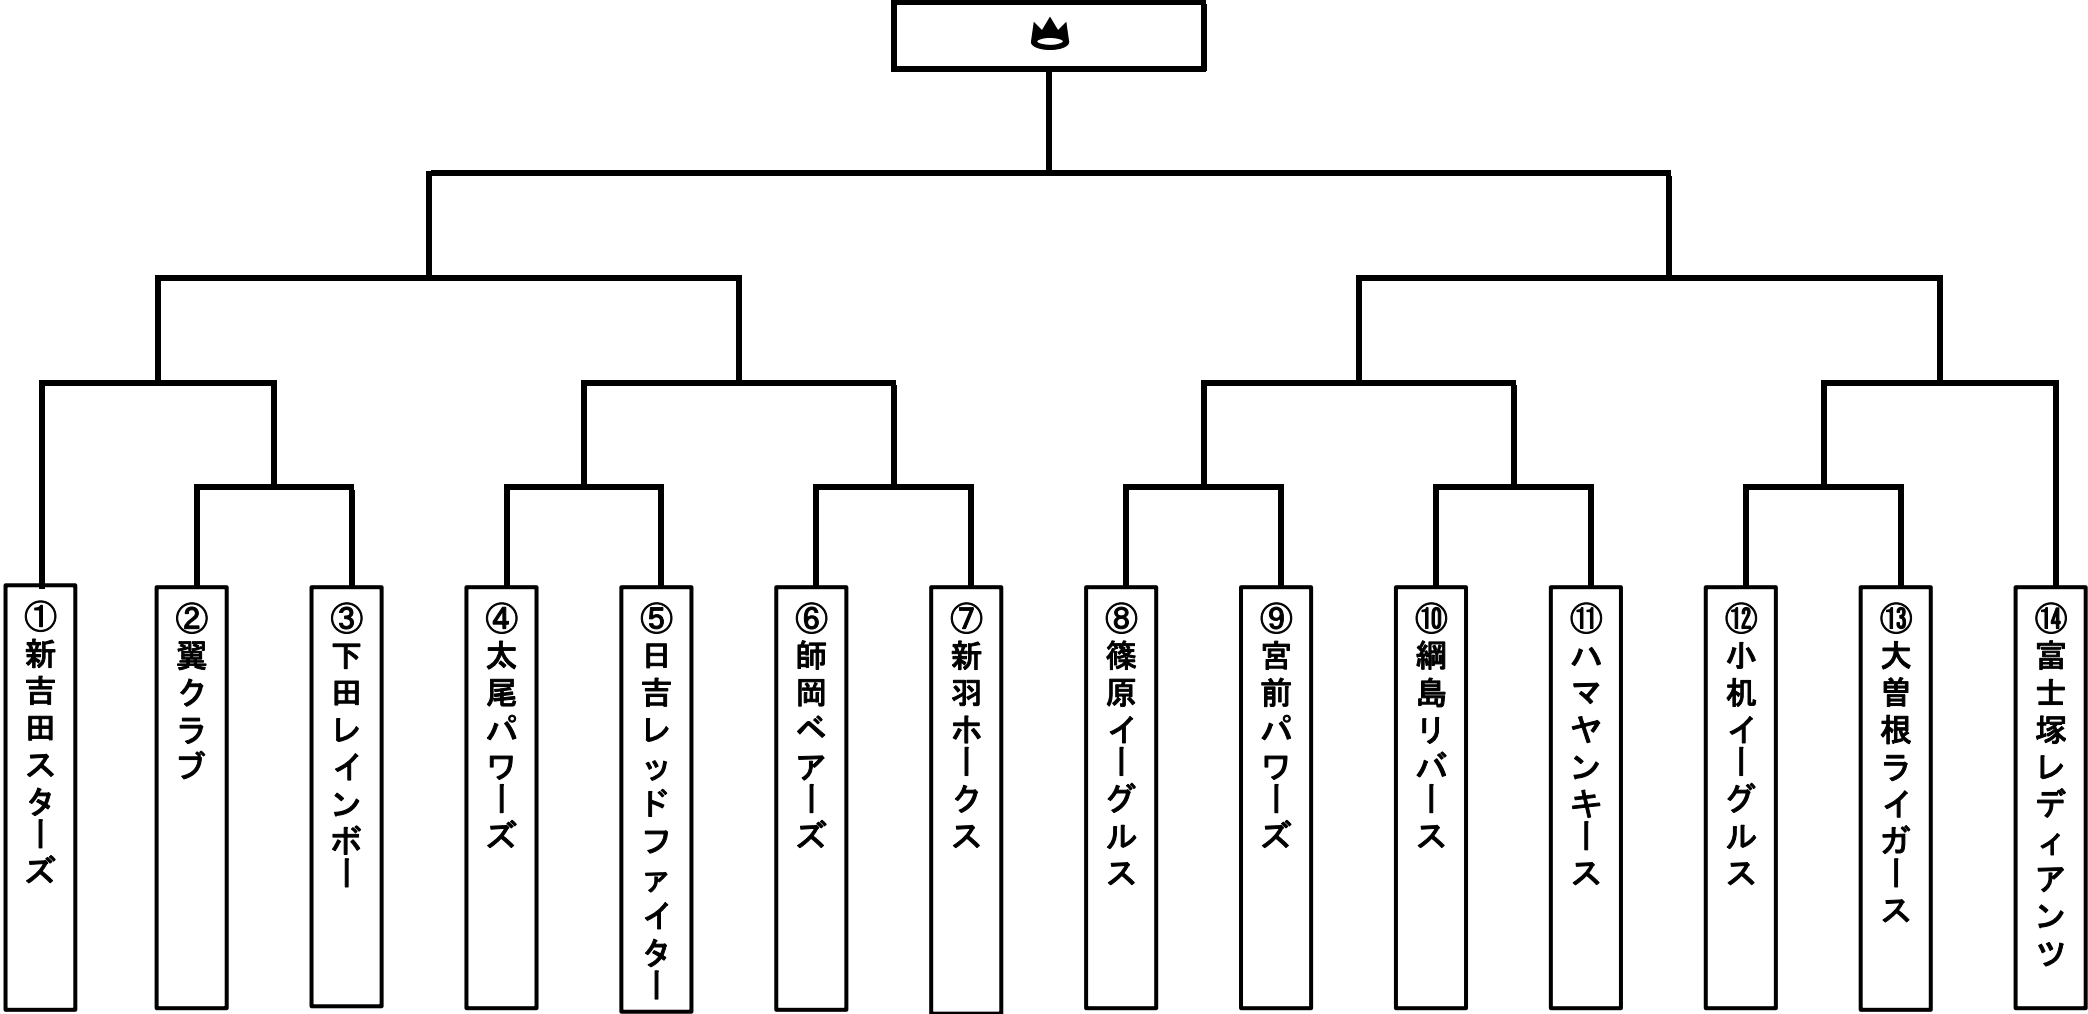 ①新吉田スターズ
②翼クラブ
③下田レインボー
④太尾パワーズ
⑤日吉レッドファイター
⑥師岡ベアーズ
⑦新羽ホークス
⑧篠原イーグルス
⑨宮前パワーズ
⑩綱島リバース
⑪ハマヤンキース
⑫小机イーグルス
⑬大曽根ライガース
⑭富士塚レディアンツ